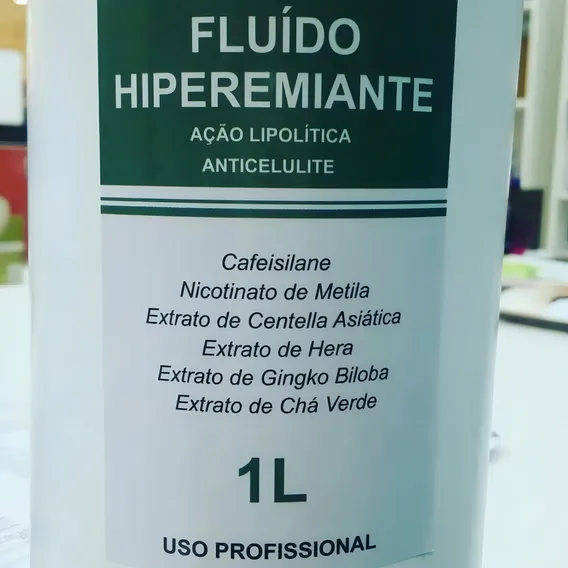 FLUÍDO
HIPEREMIANTE
AÇÃO LIPOLÍTICA
ANTICELULITE
Cafeisilane
Nicotinato de Metila
Extrato de Centella Asiática
Extrato de Hera
Extrato de Gingko Biloba
Extrato de Chá Verde
1L
USO PROFISSIONAL